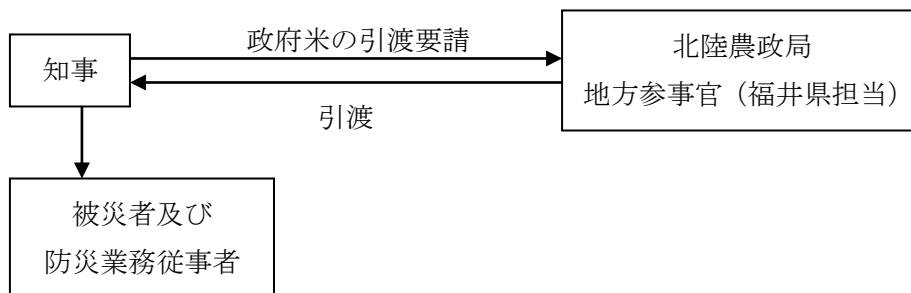 政府米の引渡要請
知事
北陸農政局
地方参事官（福井県担当）
引渡
被災者及び
防災業務従事者